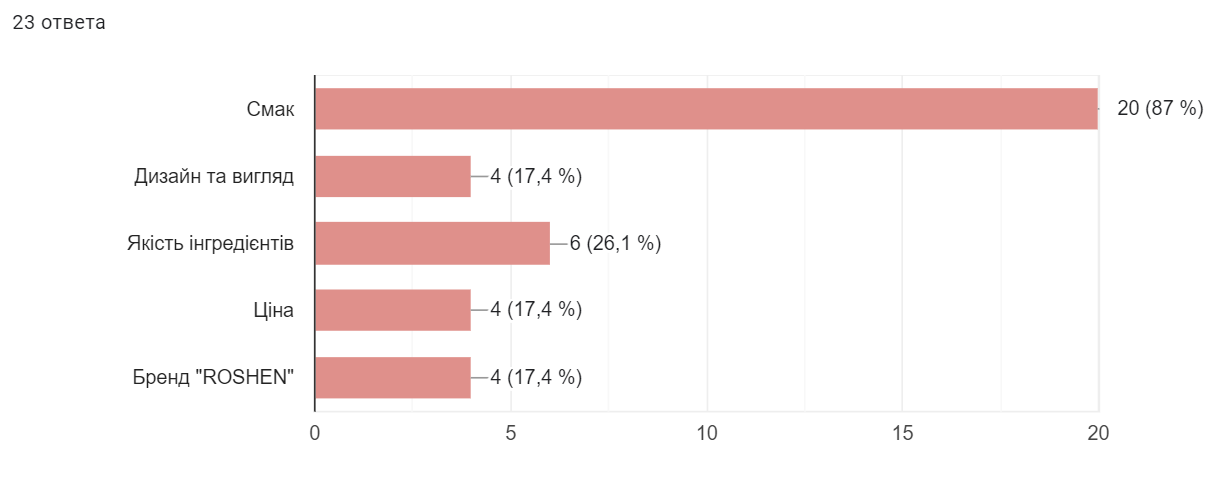 23 ответа
Смак
20 (87 %)
Дизайн та вигляд
4 (17,4 %)
Якість інгредієнтів
6 (26,1 %)
Ціна
4 (17,4 %)
Бренд "ROSHEN"
4 (17,4 %)
0 5 10 15 20